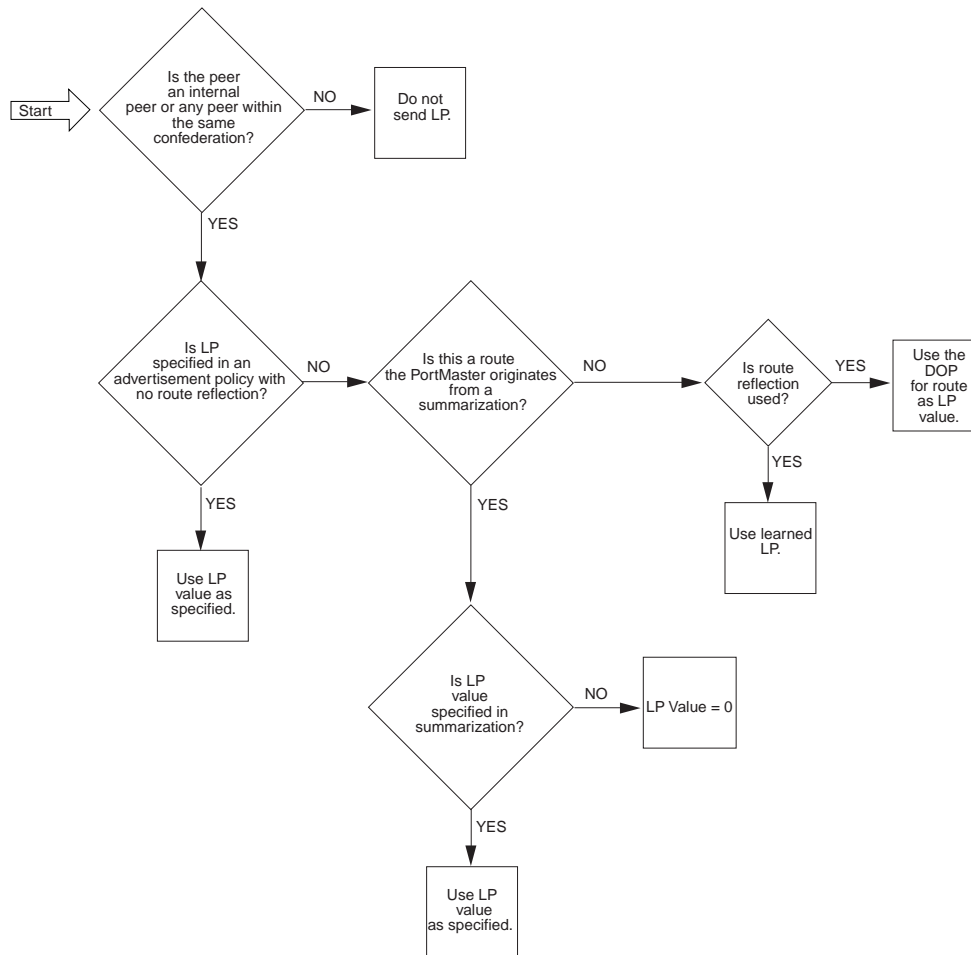 Start
Is the peer
an internal
peer or any peer within
the same
confederation?
NO
Do not
send LP.
YES
Is LP
specified in an
advertisement policy with
no route reflection?
NO
Is this a route
the PortMaster originates
from a
summarization?
NO
Is route
reflection
used?
YES
Use the
DOP
for route
as LP
value.
YES
Use LP
value as
specified.
YES
YES
Use learned
LP.
Is LP
value
specified in
summarization?
NO
LP Value = 0
YES
Use LP
value
as specified.